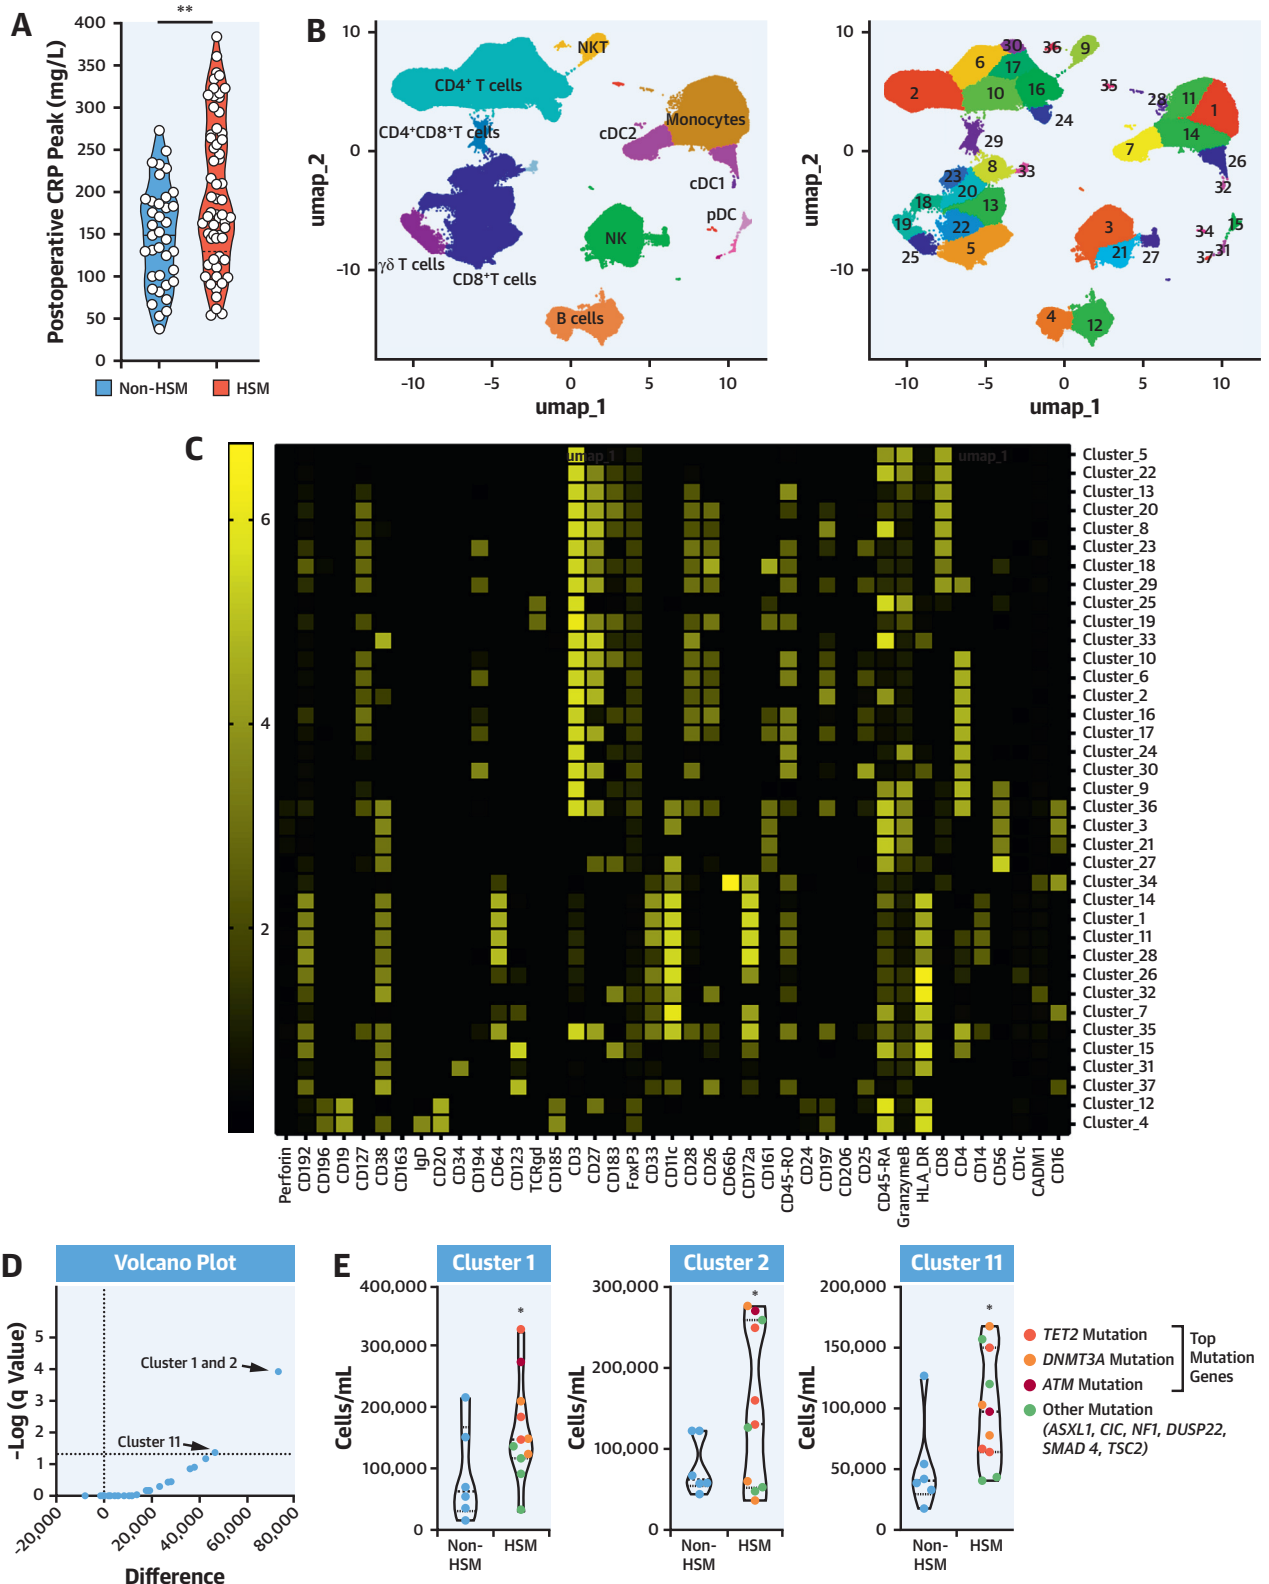 A
**
Postoperative CRP Peak (mg/L)
400
350
300
250
200
150
100
50
0
Non-HSM
HSM
B
umap_2
10
0
-10
-10
-5
0
5
10
umap_1
NKT
CD4+ T cells
CD4+CD8+T cells
cDC2
Monocytes
cDC1
pDC
NK
γδ T cells
CD8+T cells
B cells
umap_2
10
0
-10
-10
-5
0
5
10
umap_1
30
36
9
6
17
2
10
16
35
28
11
1
24
14
29
7
26
8
33
23
20
32
18
13
19
22
3
34
15
25
5
21
27
31
37
4
12
C
6
4
2
umap_1
umap_1
Cluster_5
Cluster_22
Cluster_13
Cluster_20
Cluster_8
Cluster_23
Cluster_18
Cluster_29
Cluster_25
Cluster_19
Cluster_33
Cluster_10
Cluster_6
Cluster_2
Cluster_16
Cluster_17
Cluster_24
Cluster_30
Cluster_9
Cluster_36
Cluster_3
Cluster_21
Cluster_27
Cluster_34
Cluster_14
Cluster_1
Cluster_11
Cluster_28
Cluster_26
Cluster_32
Cluster_7
Cluster_35
Cluster_15
Cluster_31
Cluster_37
Cluster_12
Cluster_4
Perforin
CD192
CD196
CD19
CD127
CD38
CD163
IgD
CD20
CD34
CD194
CD64
CD123
TCRgd
CD185
CD3
CD27
CD183
FoxP3
CD33
CD11c
CD28
CD26
CD66b
CD172a
CD161
CD45-RO
CD24
CD197
CD206
CD25
CD45-RA
GranzymeB
HLA_DR
CD8
CD4
CD14
CD56
CD1c
CADM1
CD16
D
Volcano Plot
-Log (q Value)
5
4
3
2
1
0
Cluster 1 and 2
Cluster 11
-20,000
0
20,000
40,000
60,000
80,000
Difference
E
Cluster 1
Cells/mL
400,000
300,000
200,000
100,000
0
*
Non-
HSM
HSM
Cluster 2
Cells/mL
300,000
200,000
100,000
0
*
Non-
HSM
HSM
Cluster 11
Cells/mL
200,000
150,000
100,000
50,000
0
*
Non-
HSM
HSM
TET2 Mutation
DNMT3A Mutation
ATM Mutation
Top
Mutation
Genes
Other Mutation
(ASXL1, CIC, NF1, DUSP22,
SMAD 4, TSC2)